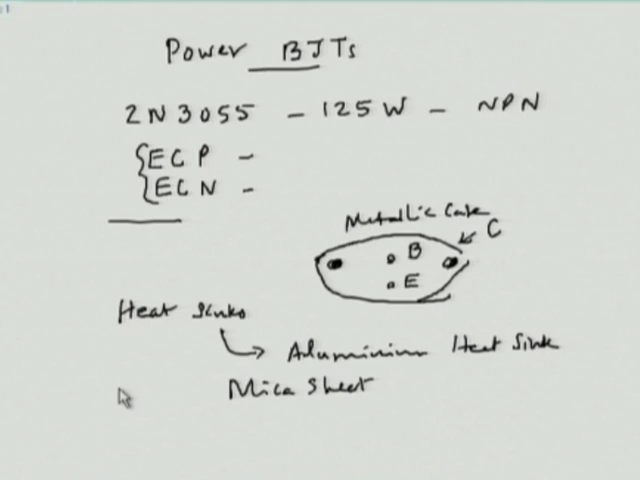 Power BJTs
2N3055 - 125W - NPN
ECP -
ECN -
Metallic Case
C
B
E
Heat Sinks
Aluminium Heat Sink
Mica Sheet